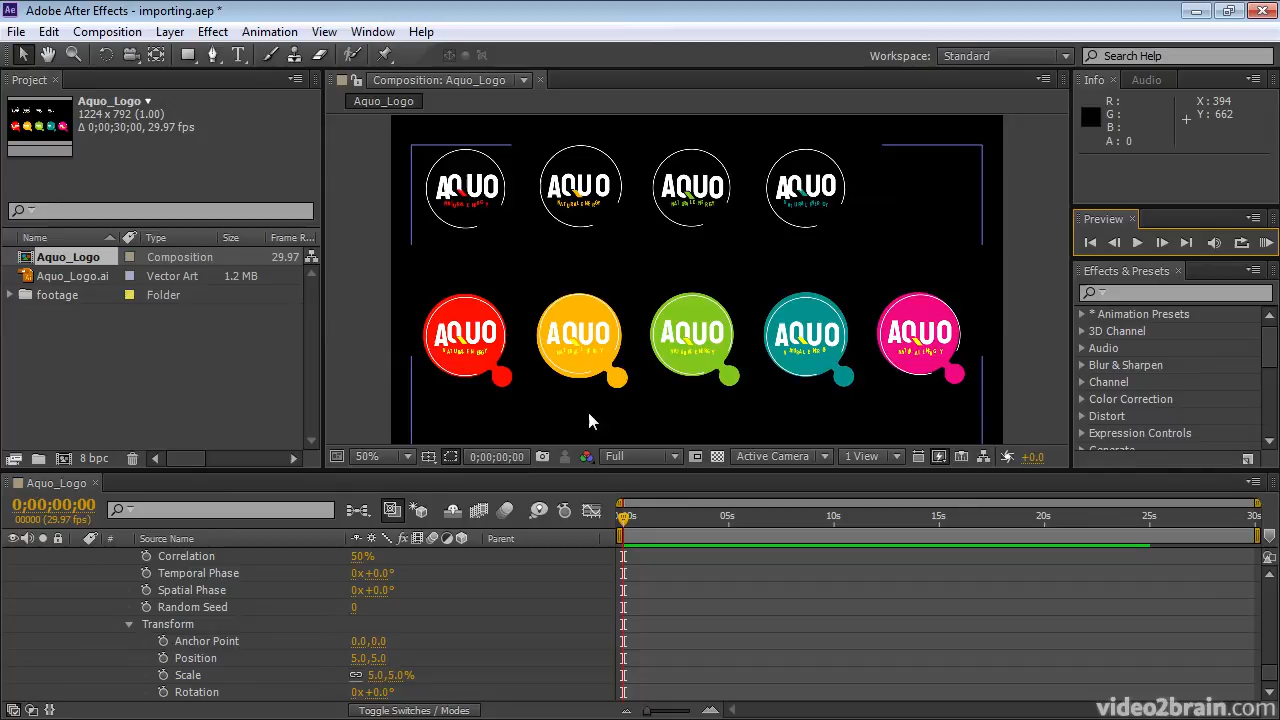 Adobe After Effects - importing.aep *
File Edit Composition Layer Effect Animation View Window Help
Workspace: Standard Search Help
Project Composition: Aquo_Logo Info Audio
Aquo_Logo
1224 x 792 (1.00)
Δ 0;00;30;00, 29.97 fps
Aquo_Logo
R:
G:
B:
A: 0
X: 394
Y: 662
AQUO AQUO AQUO AQUO
Preview
Name Type Size Frame R...
Aquo_Logo Composition 29.97
Aquo_Logo.ai Vector Art 1.2 MB
footage Folder
Effects & Presets
* Animation Presets
3D Channel
Audio
Blur & Sharpen
Channel
Color Correction
Distort
Expression Controls
AQUO AQUO AQUO AQUO AQUO
8 bpc
50% 0;00;00;00 Full Active Camera 1 View +0.0
Aquo_Logo
0;00;00;00
00000 (29.97 fps)
05s 10s 15s 20s 25s 30s
# Source Name Parent
Correlation 50%
Temporal Phase 0x+0.0°
Spatial Phase 0x+0.0°
Random Seed 0
Transform
Anchor Point 0.0,0.0
Position 5.0,5.0
Scale 5.0,5.0%
Rotation 0x+0.0°
Toggle Switches / Modes
video2brain.com